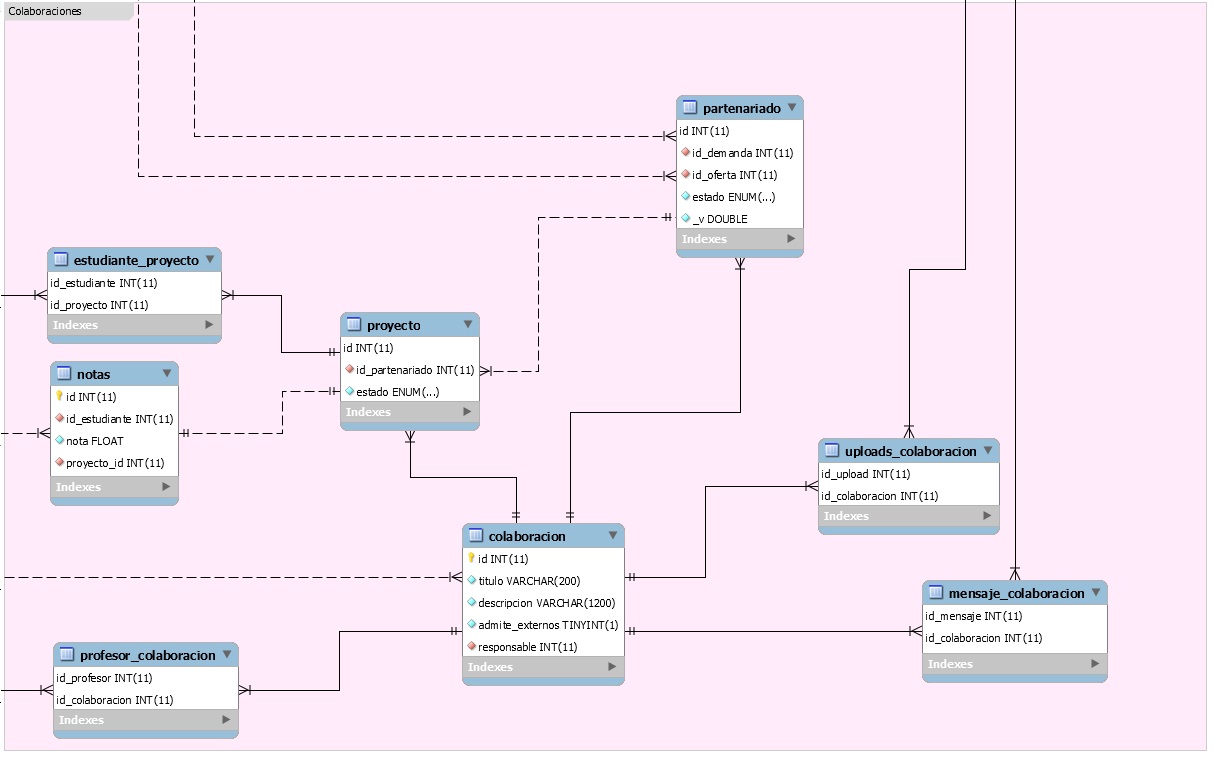 Colaboraciones
partenariado
id INT(11)
id_demanda INT(11)
id_oferta INT(11)
estado ENUM(...)
_v DOUBLE
Indexes
estudiante_proyecto
id_estudiante INT(11)
id_proyecto INT(11)
Indexes
proyecto
id INT(11)
id_partenariado INT(11)
estado ENUM(...)
Indexes
notas
id INT(11)
id_estudiante INT(11)
nota FLOAT
proyecto_id INT(11)
Indexes
uploads_colaboracion
id_upload INT(11)
id_colaboracion INT(11)
Indexes
colaboracion
id INT(11)
titulo VARCHAR(200)
descripcion VARCHAR(1200)
admite_externos TINYINT(1)
responsable INT(11)
Indexes
mensaje_colaboracion
id_mensaje INT(11)
id_colaboracion INT(11)
Indexes
profesor_colaboracion
id_profesor INT(11)
id_colaboracion INT(11)
Indexes